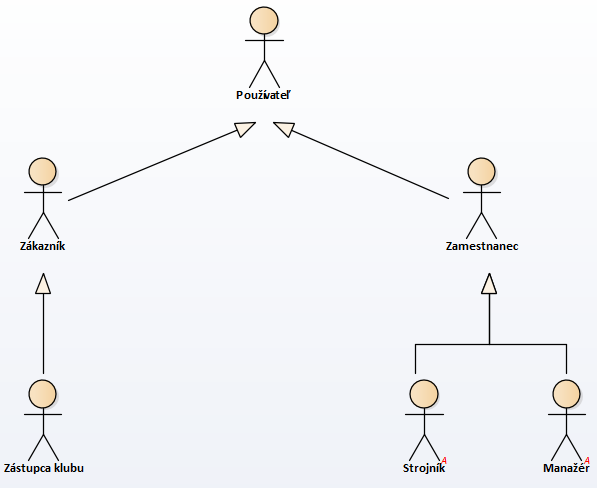 Používateľ
Zákazník
Zamestnanec
Zástupca klubu
Strojník
A
Manažér
A